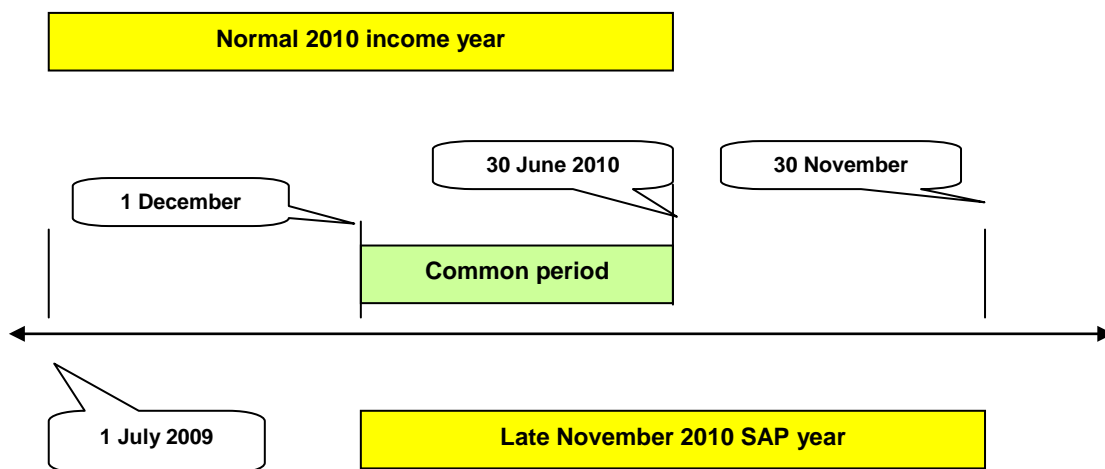 Normal 2010 income year
30 June 2010
30 November
1 December
Common period
1 July 2009
Late November 2010 SAP year